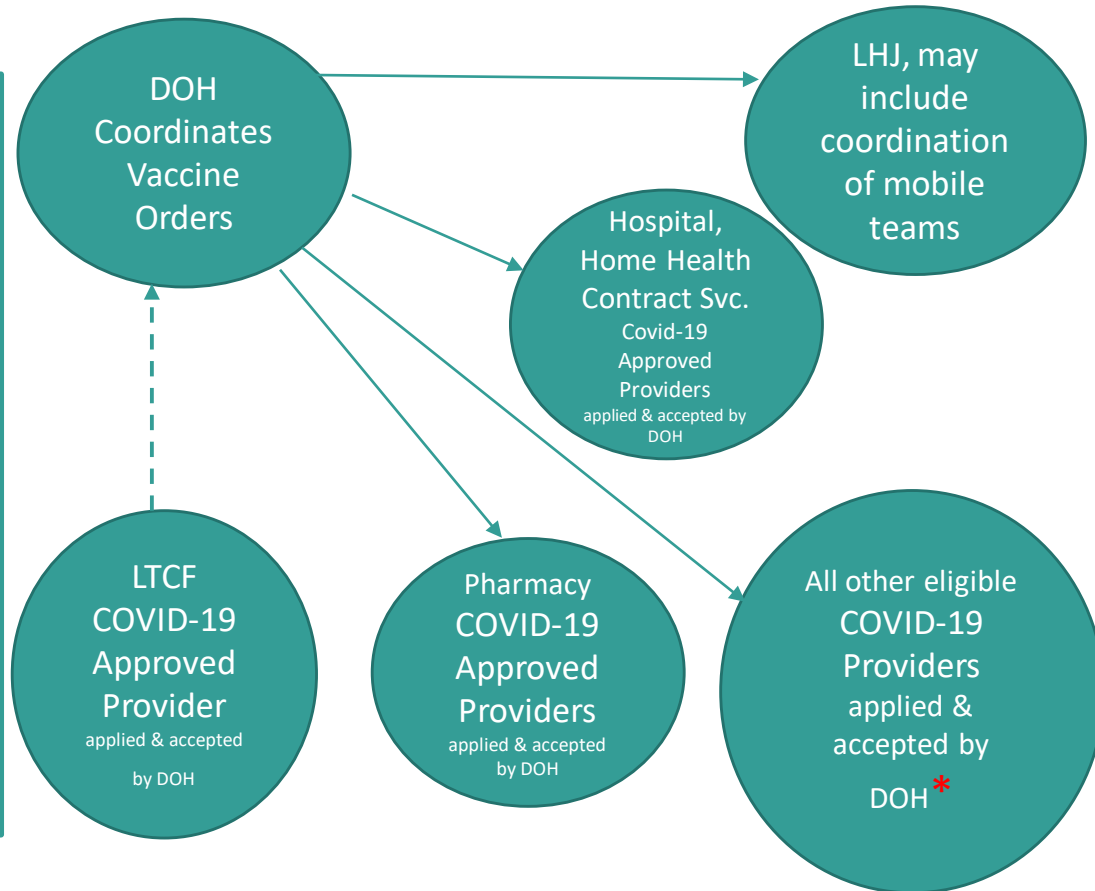 DOH
Coordinates
Vaccine
Orders
LHJ, may
include
coordination
of mobile
teams
Hospital,
Home Health
Contract Svc.
Covid-19
Approved
Providers
applied & accepted by
DOH
LTCF
COVID-19
Approved
Provider
applied & accepted
by DOH
Pharmacy
COVID-19
Approved
Providers
applied & accepted
by DOH
All other eligible
COVID-19
Providers
applied &
accepted by
DOH*